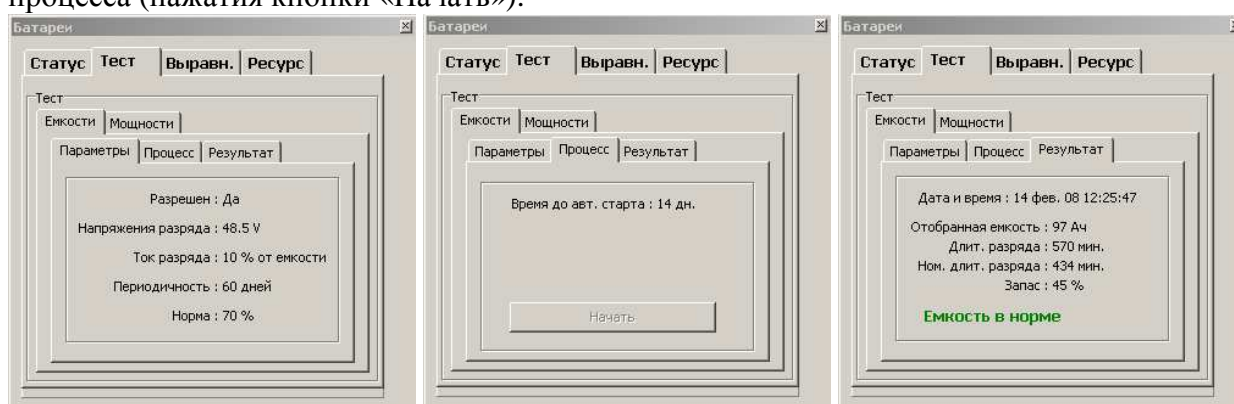 процесса (нажатия кнопки «Начать»).
Батареи
Статус Тест Выравн. Ресурс
Тест
Емкости Мощности
Параметры Процесс Результат
Разрешен : Да
Напряжения разряда : 48.5 V
Ток разряда : 10 % от емкости
Периодичность : 60 дней
Норма : 70 %
Батареи
Статус Тест Выравн. Ресурс
Тест
Емкости Мощности
Параметры Процесс Результат
Время до авт. старта : 14 дн.
Начать
Батареи
Статус Тест Выравн. Ресурс
Тест
Емкости Мощности
Параметры Процесс Результат
Дата и время : 14 фев. 08 12:25:47
Отобранная емкость : 97 Ач
Длит. разряда : 570 мин.
Ном. длит. разряда : 434 мин.
Запас : 45 %
Емкость в норме